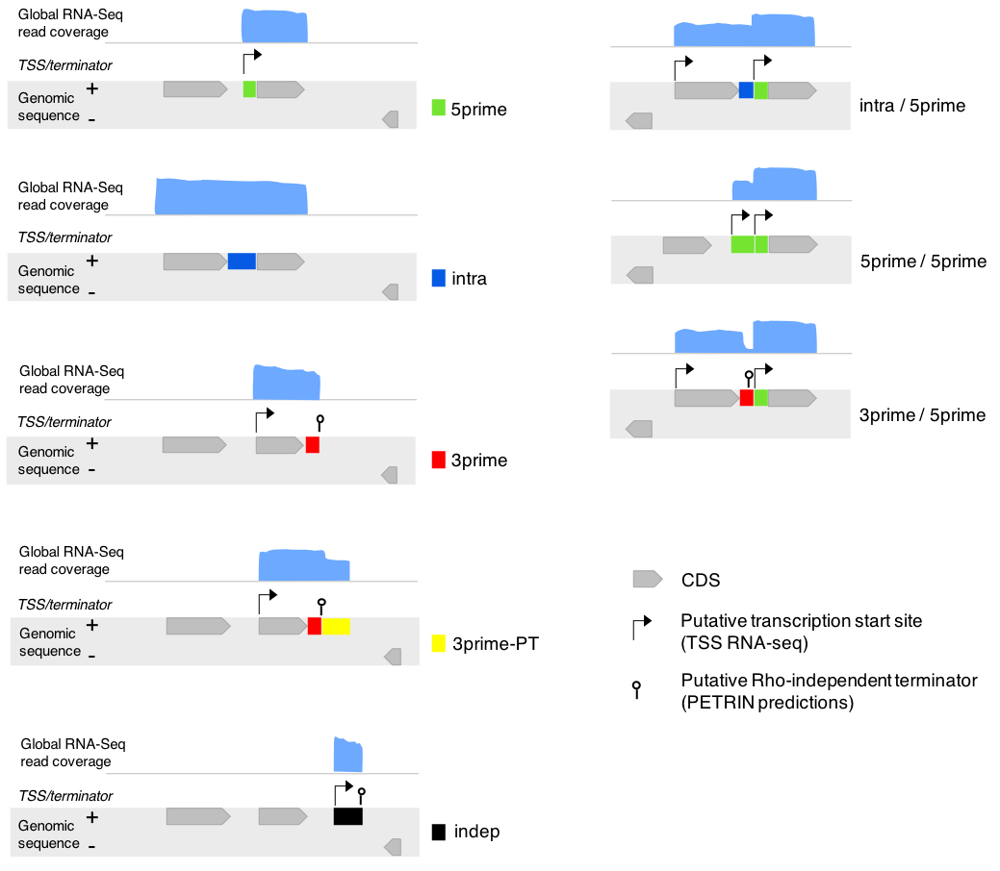 Global RNA-Seq
read coverage
TSS/terminator
Genomic
sequence
+
-
5prime
Global RNA-Seq
read coverage
TSS/terminator
Genomic
sequence
+
-
intra
Global RNA-Seq
read coverage
TSS/terminator
Genomic
sequence
+
-
3prime
Global RNA-Seq
read coverage
TSS/terminator
Genomic
sequence
+
-
3prime-PT
Global RNA-Seq
read coverage
TSS/terminator
Genomic
sequence
+
-
indep
intra / 5prime
5prime / 5prime
3prime / 5prime
CDS
Putative transcription start site
(TSS RNA-seq)
Putative Rho-independent terminator
(PETRIN predictions)